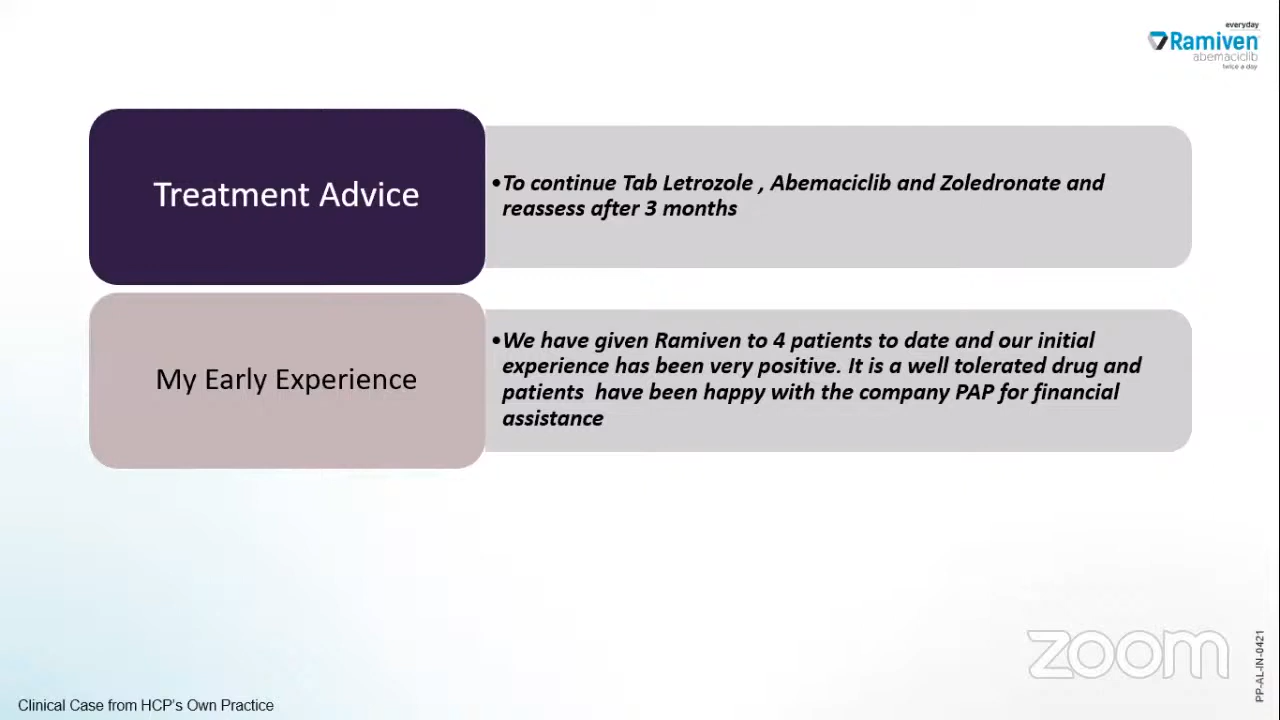 everyday
Ramiven
abemaciclib
twice a day
Treatment Advice
•To continue Tab Letrozole , Abemaciclib and Zoledronate and
reassess after 3 months
My Early Experience
•We have given Ramiven to 4 patients to date and our initial
experience has been very positive. It is a well tolerated drug and
patients  have been happy with the company PAP for financial
assistance
zoom
PP-AL-IN-0421
Clinical Case from HCP's Own Practice